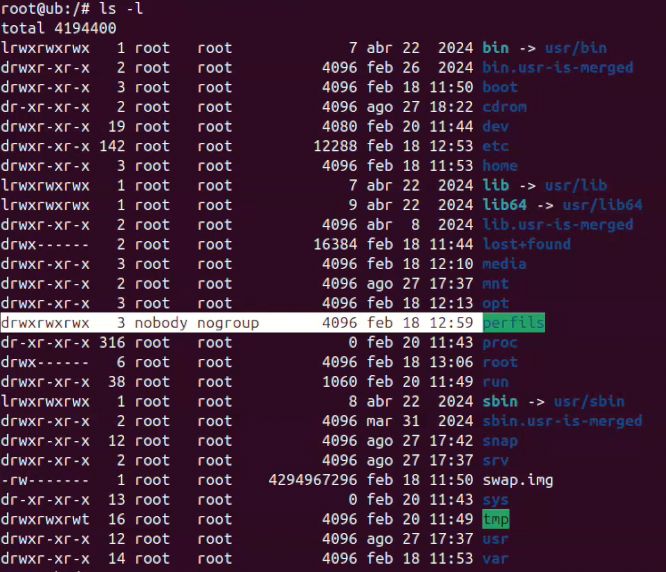 root@ub:/# ls -l
total 4194400
lrwxrwxrwx 1 root root 7 abr 22 2024 bin -> usr/bin
drwxr-xr-x 2 root root 4096 feb 26 2024 bin.usr-is-merged
drwxr-xr-x 3 root root 4096 feb 18 11:50 boot
dr-xr-xr-x 2 root root 4096 ago 27 18:22 cdrom
drwxr-xr-x 19 root root 4080 feb 20 11:44 dev
drwxr-xr-x 142 root root 12288 feb 18 12:53 etc
drwxr-xr-x 3 root root 4096 feb 18 11:53 home
lrwxrwxrwx 1 root root 7 abr 22 2024 lib -> usr/lib
lrwxrwxrwx 1 root root 9 abr 22 2024 lib64 -> usr/lib64
drwxr-xr-x 2 root root 4096 abr 8 2024 lib.usr-is-merged
drwx------ 2 root root 16384 feb 18 11:44 lost+found
drwxr-xr-x 3 root root 4096 feb 18 12:10 media
drwxr-xr-x 2 root root 4096 ago 27 17:37 mnt
drwxr-xr-x 3 root root 4096 feb 18 12:13 opt
drwxrwxrwx 3 nobody nogroup 4096 feb 18 12:59 perfils
dr-xr-xr-x 316 root root 0 feb 20 11:43 proc
drwx------ 6 root root 4096 feb 18 13:06 root
drwxr-xr-x 38 root root 1060 feb 20 11:49 run
lrwxrwxrwx 1 root root 8 abr 22 2024 sbin -> usr/sbin
drwxr-xr-x 2 root root 4096 mar 31 2024 sbin.usr-is-merged
drwxr-xr-x 12 root root 4096 ago 27 17:42 snap
drwxr-xr-x 2 root root 4096 ago 27 17:37 srv
-rw------- 1 root root 4294967296 feb 18 11:50 swap.img
dr-xr-xr-x 13 root root 0 feb 20 11:43 sys
drwxrwxrwt 16 root root 4096 feb 20 11:49 tmp
drwxr-xr-x 12 root root 4096 ago 27 17:37 usr
drwxr-xr-x 14 root root 4096 feb 18 11:53 var